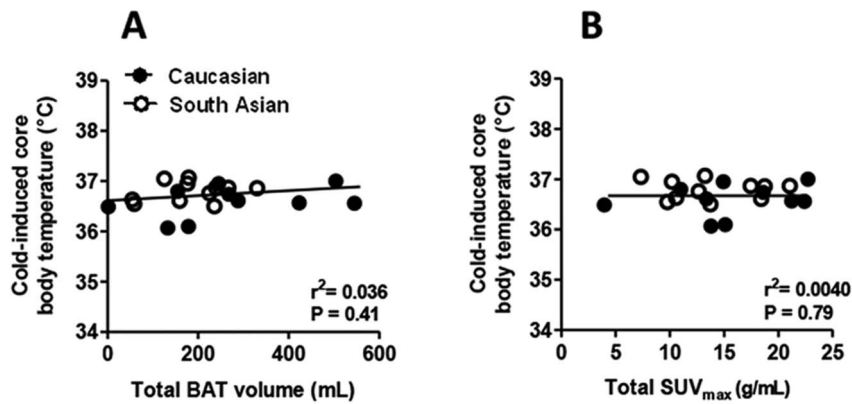 A
B
Caucasian
South Asian
Cold-induced core
body temperature (°C)
39
38
37
36
35
34
0
200
400
600
r²= 0.036
P = 0.41
Total BAT volume (mL)
Cold-induced core
body temperature (°C)
39
38
37
36
35
34
0
5
10
15
20
25
r²= 0.0040
P = 0.79
Total SUVmax (g/mL)